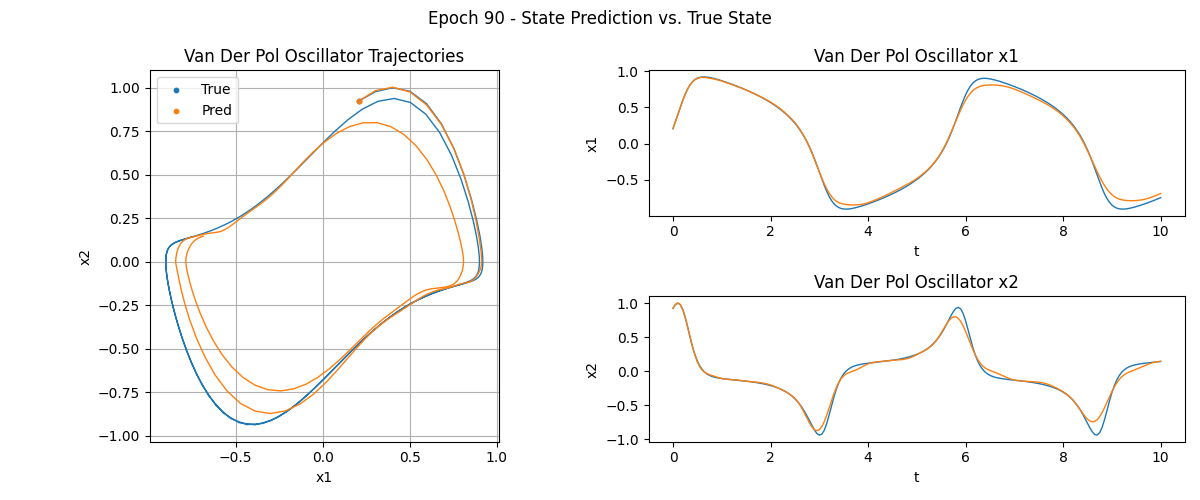 Epoch 90 - State Prediction vs. True State
Van Der Pol Oscillator Trajectories
True
Pred
1.00
0.75
0.50
0.25
0.00
−0.25
−0.50
−0.75
−1.00
x2
−0.5
0.0
0.5
1.0
x1
Van Der Pol Oscillator x1
1.0
0.5
0.0
−0.5
x1
0
2
4
6
8
10
t
Van Der Pol Oscillator x2
1.0
0.5
0.0
−0.5
−1.0
x2
0
2
4
6
8
10
t